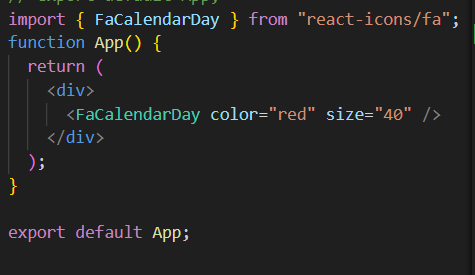 // export default App;
import { FaCalendarDay } from "react-icons/fa";
function App() {
  return (
    <div>
      <FaCalendarDay color="red" size="40" />
    </div>
  );
}

export default App;